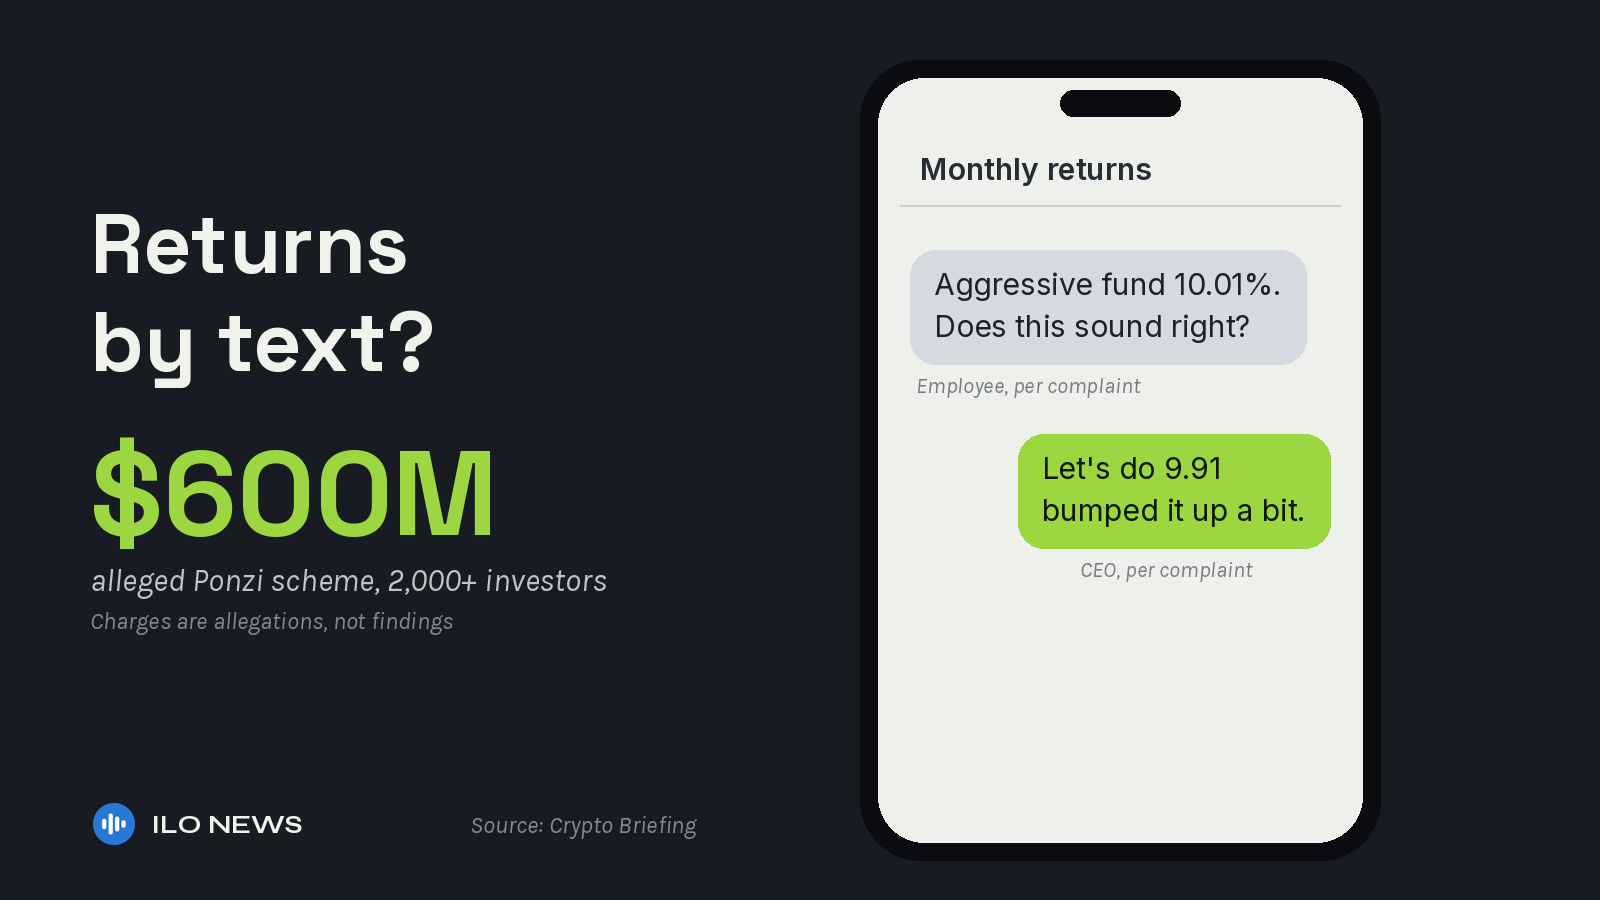 Returns
by text?
$600M
alleged Ponzi scheme, 2,000+ investors
Charges are allegations, not findings
ILO NEWS
Source: Crypto Briefing
Monthly returns
Aggressive fund 10.01%.
Does this sound right?
Employee, per complaint
Let's do 9.91
bumped it up a bit.
CEO, per complaint